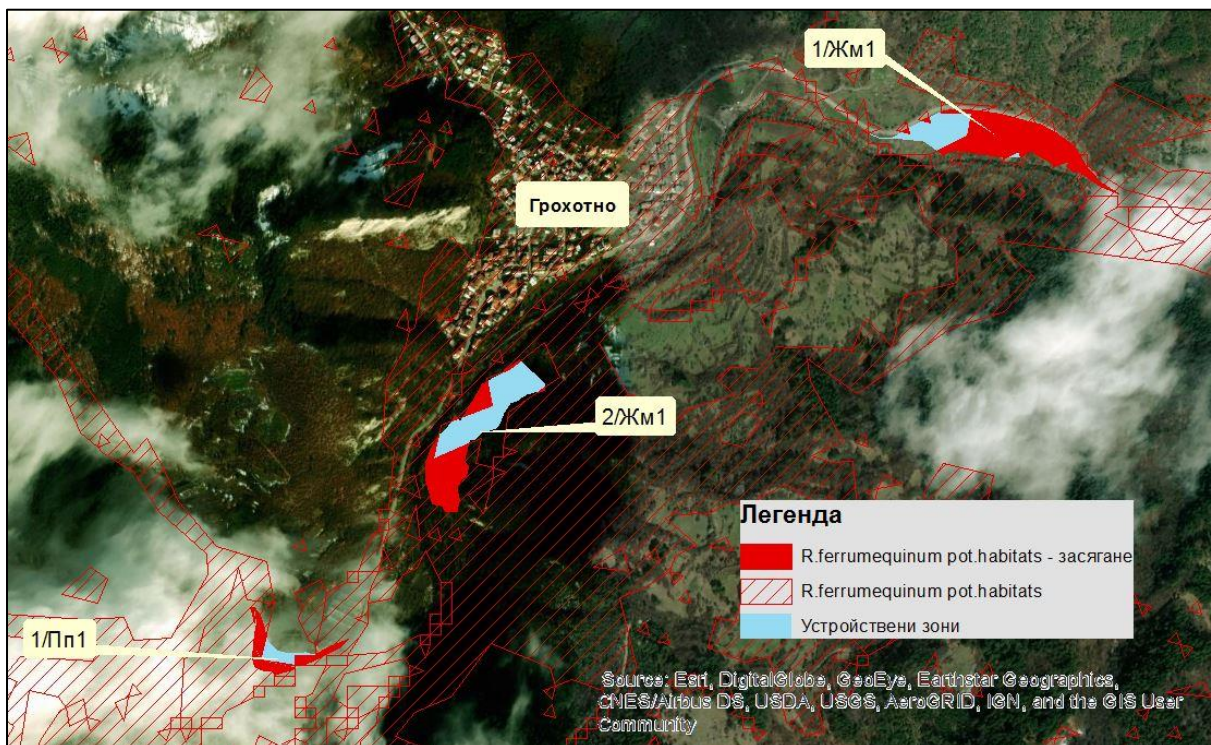 1/Жм1
Грохотно
2/Жм1
1/Пп1
Легенда
R.ferrumequinum pot.habitats - засягане
R.ferrumequinum pot.habitats
Устройствени зони
Source: Esri, DigitalGlobe, GeoEye, Earthstar Geographics,
CNES/Airbus DS, USDA, USGS, AeroGRID, IGN, and the GIS User
Community